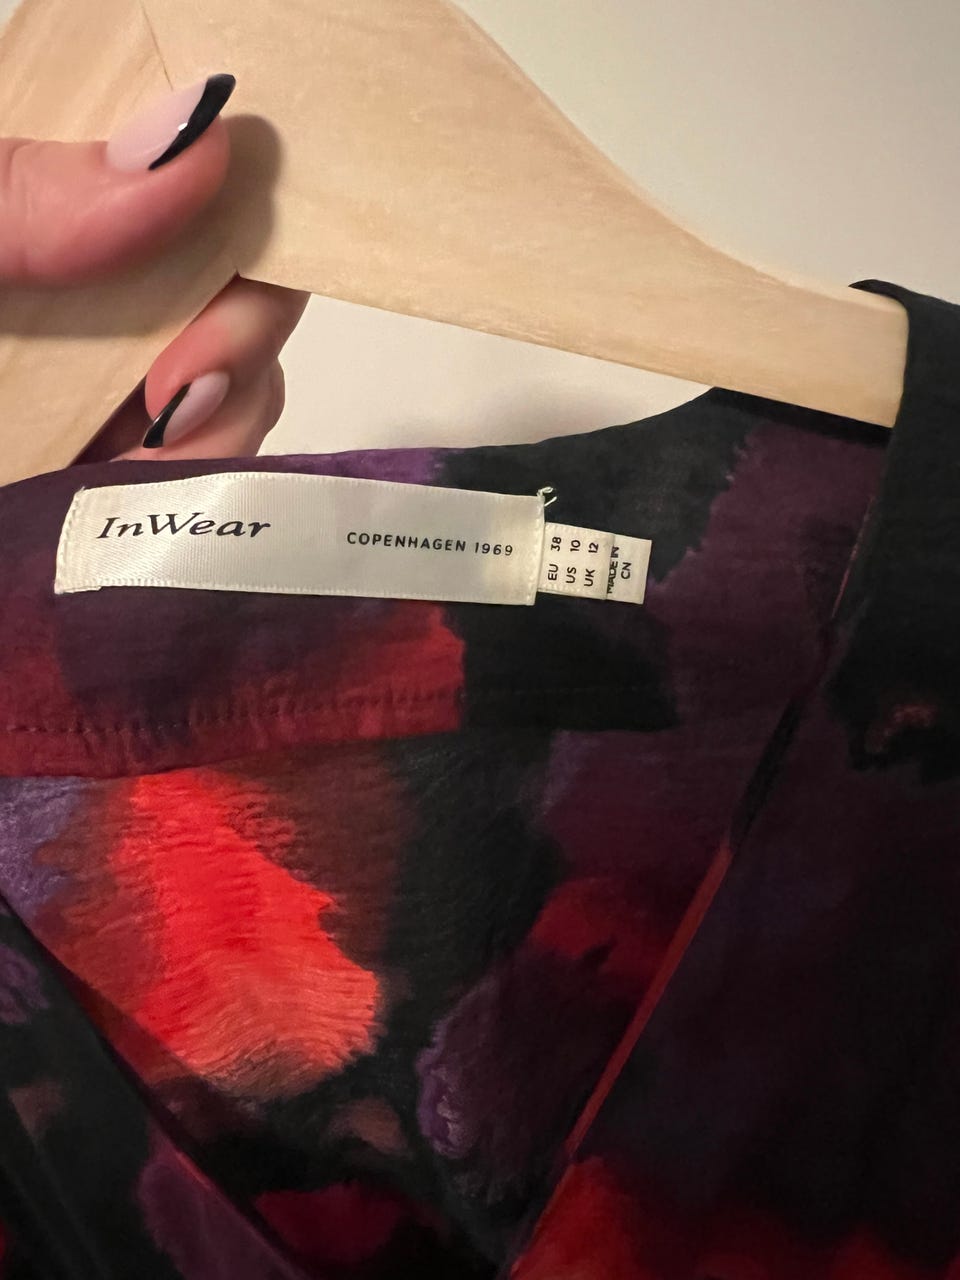 InWear
COPENHAGEN 1969
EU 38
US 10
UK 12
MADE IN
CN